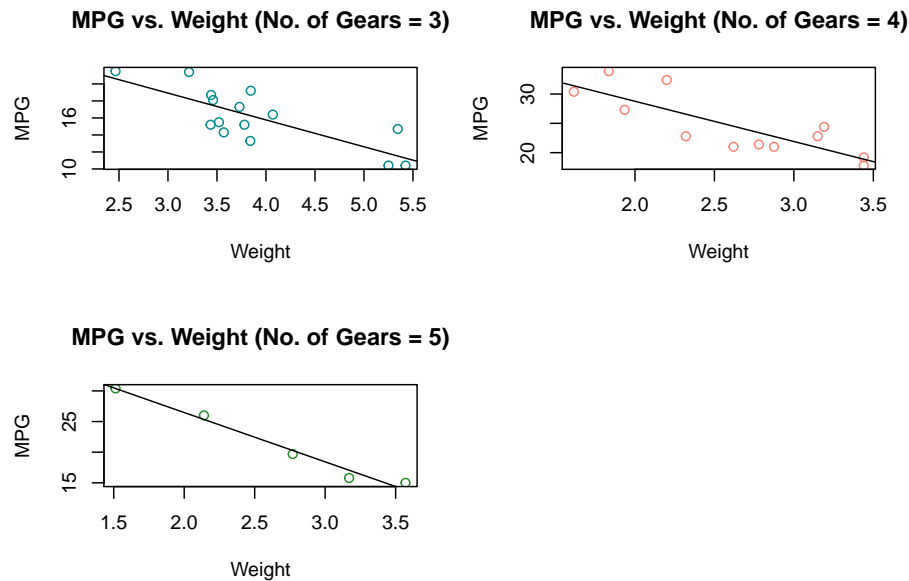 MPG vs. Weight (No. of Gears = 3)
MPG
16
10
2.5 3.0 3.5 4.0 4.5 5.0 5.5
Weight
MPG vs. Weight (No. of Gears = 4)
MPG
30
20
2.0 2.5 3.0 3.5
Weight
MPG vs. Weight (No. of Gears = 5)
MPG
25
15
1.5 2.0 2.5 3.0 3.5
Weight